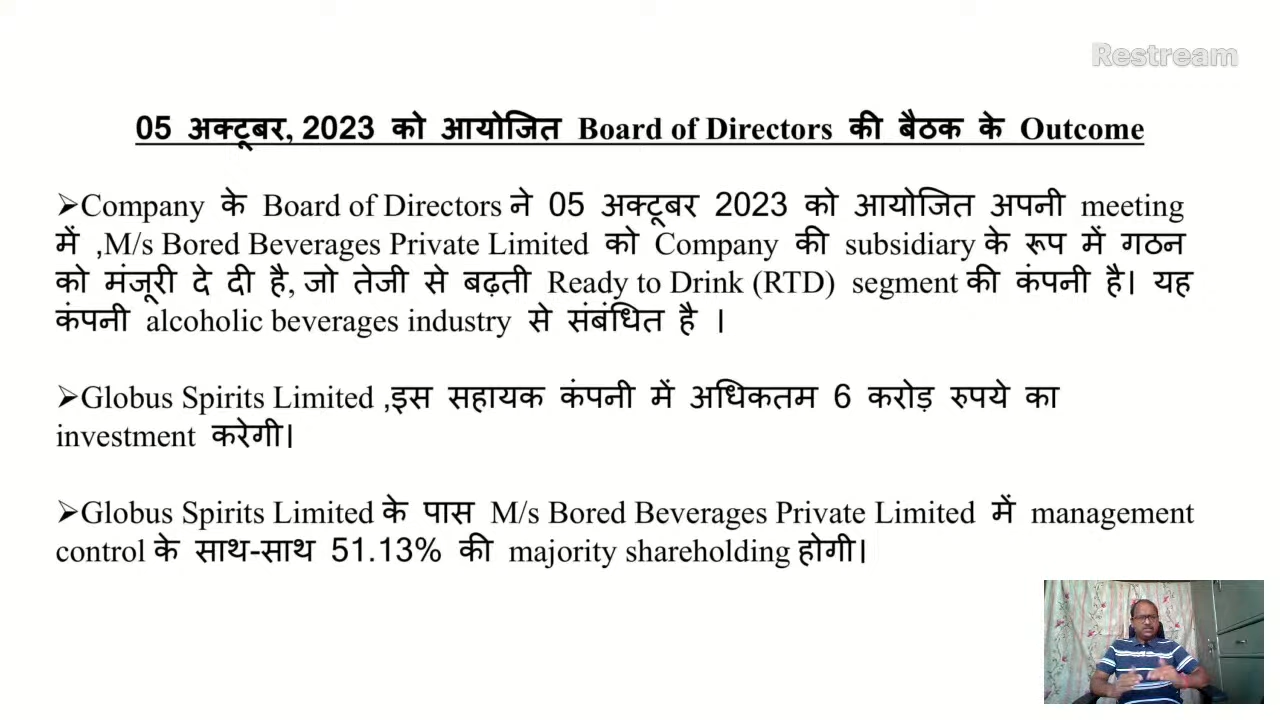 Restream
05 अक्टूबर, 2023 को आयोजित Board of Directors की बैठक के Outcome
➢Company के Board of Directors ने 05 अक्टूबर 2023 को आयोजित अपनी meeting
में ,M/s Bored Beverages Private Limited को Company की subsidiary के रूप में गठन
को मंजूरी दे दी है, जो तेजी से बढ़ती Ready to Drink (RTD) segment की कंपनी है। यह
कंपनी alcoholic beverages industry से संबंधित है ।
➢Globus Spirits Limited ,इस सहायक कंपनी में अधिकतम 6 करोड़ रुपये का
investment करेगी।
➢Globus Spirits Limited के पास M/s Bored Beverages Private Limited में management
control के साथ-साथ 51.13% की majority shareholding होगी।